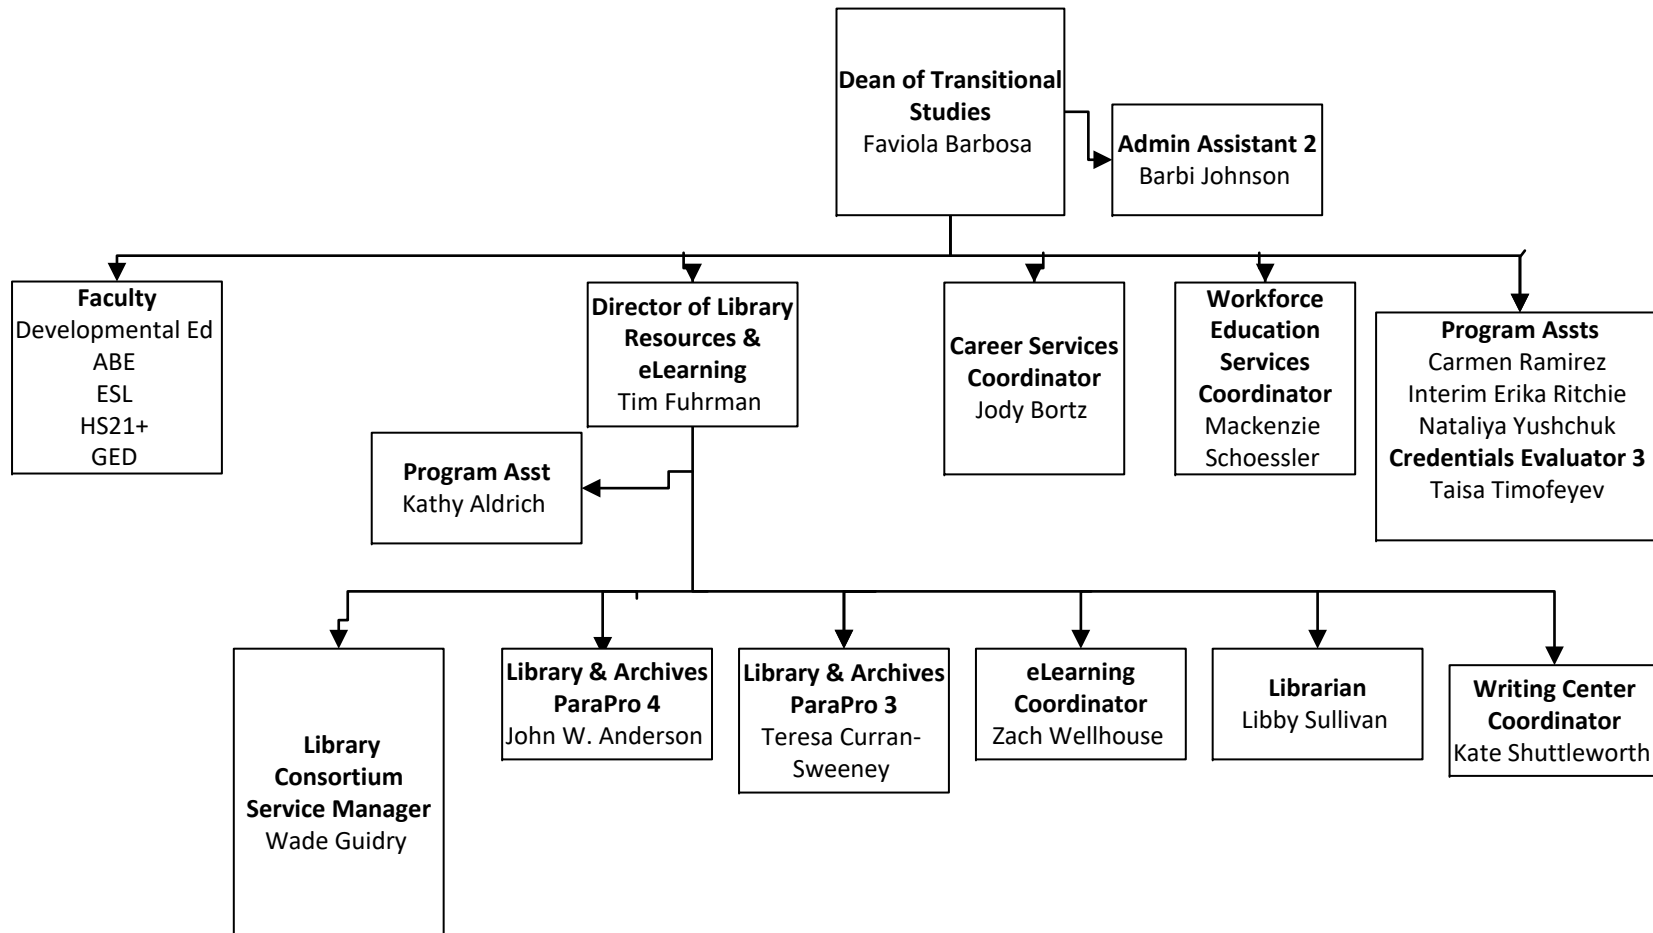 Dean of Transitional
Studies
Faviola Barbosa
Admin Assistant 2
Barbi Johnson
Faculty
Developmental Ed
ABE
ESL
HS21+
GED
Director of Library
Resources &
eLearning
Tim Fuhrman
Career Services
Coordinator
Jody Bortz
Workforce
Education
Services
Coordinator
Mackenzie
Schoessler
Program Assts
Carmen Ramirez
Interim Erika Ritchie
Nataliya Yushchuk
Credentials Evaluator 3
Taisa Timofeyev
Program Asst
Kathy Aldrich
Library
Consortium
Service Manager
Wade Guidry
Library & Archives
ParaPro 4
John W. Anderson
Library & Archives
ParaPro 3
Teresa Curran-
Sweeney
eLearning
Coordinator
Zach Wellhouse
Librarian
Libby Sullivan
Writing Center
Coordinator
Kate Shuttleworth